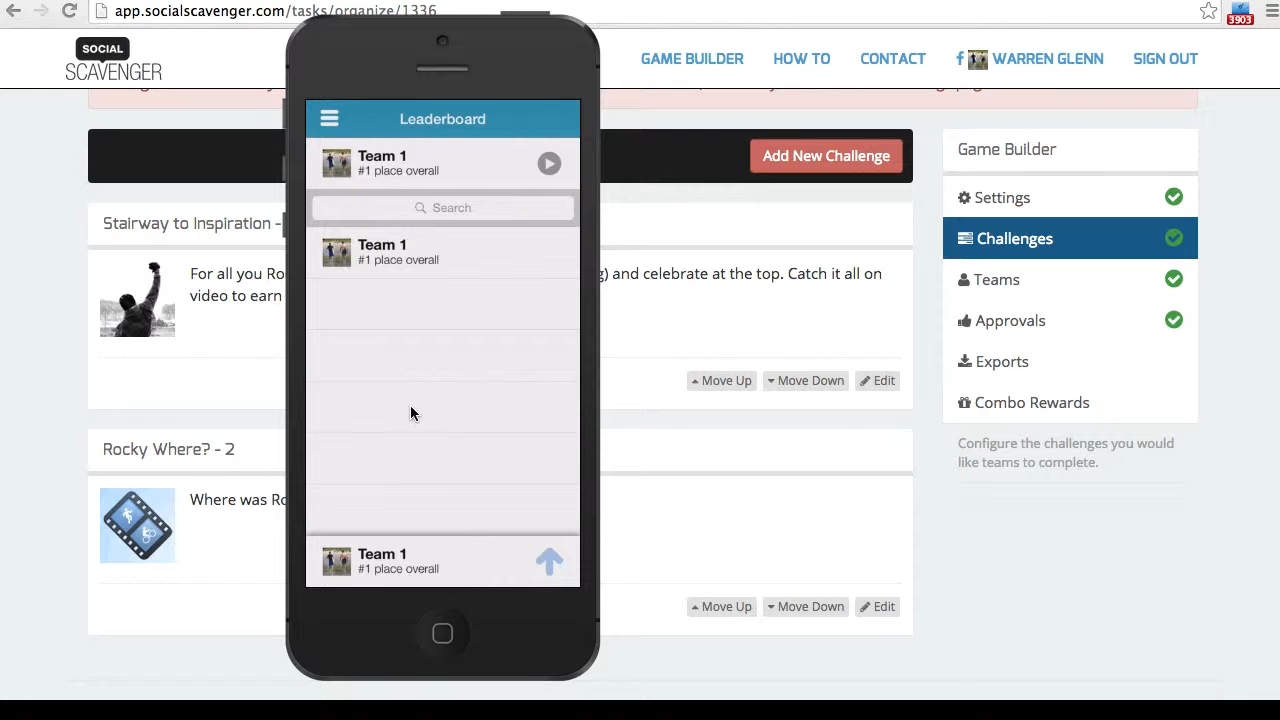 app.socialscavenger.com/tasks/organize/1336
3903
SOCIAL
SCAVENGER
GAME BUILDER
HOW TO
CONTACT
f WARREN GLENN
SIGN OUT
Add New Challenge
Stairway to Inspiration -
For all you Ro
g) and celebrate at the top. Catch it all on
video to earn
Move Up
Move Down
Edit
Rocky Where? - 2
Where was Ro
Move Up
Move Down
Edit
Leaderboard
Team 1
#1 place overall
Search
Team 1
#1 place overall
Team 1
#1 place overall
Game Builder
Settings
Challenges
Teams
Approvals
Exports
Combo Rewards
Configure the challenges you would
like teams to complete.